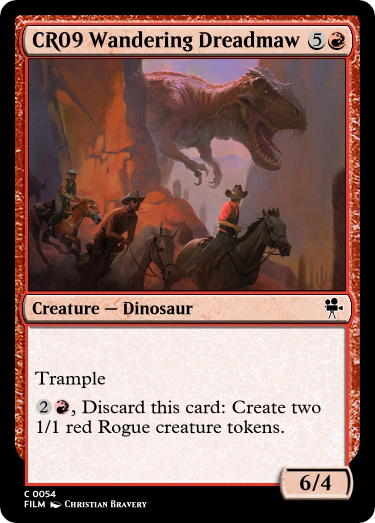 CR09 Wandering Dreadmaw 5
Creature — Dinosaur
Trample
2, Discard this card: Create two
1/1 red Rogue creature tokens.
6/4
C 0054
FILM Christian Bravery